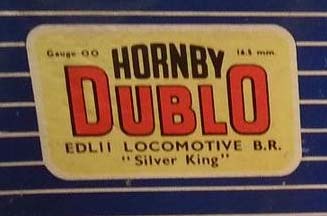 Gauge OO 16.5 mm.
HORNBY
DUBLO
EDL11 LOCOMOTIVE B.R.
"Silver King"